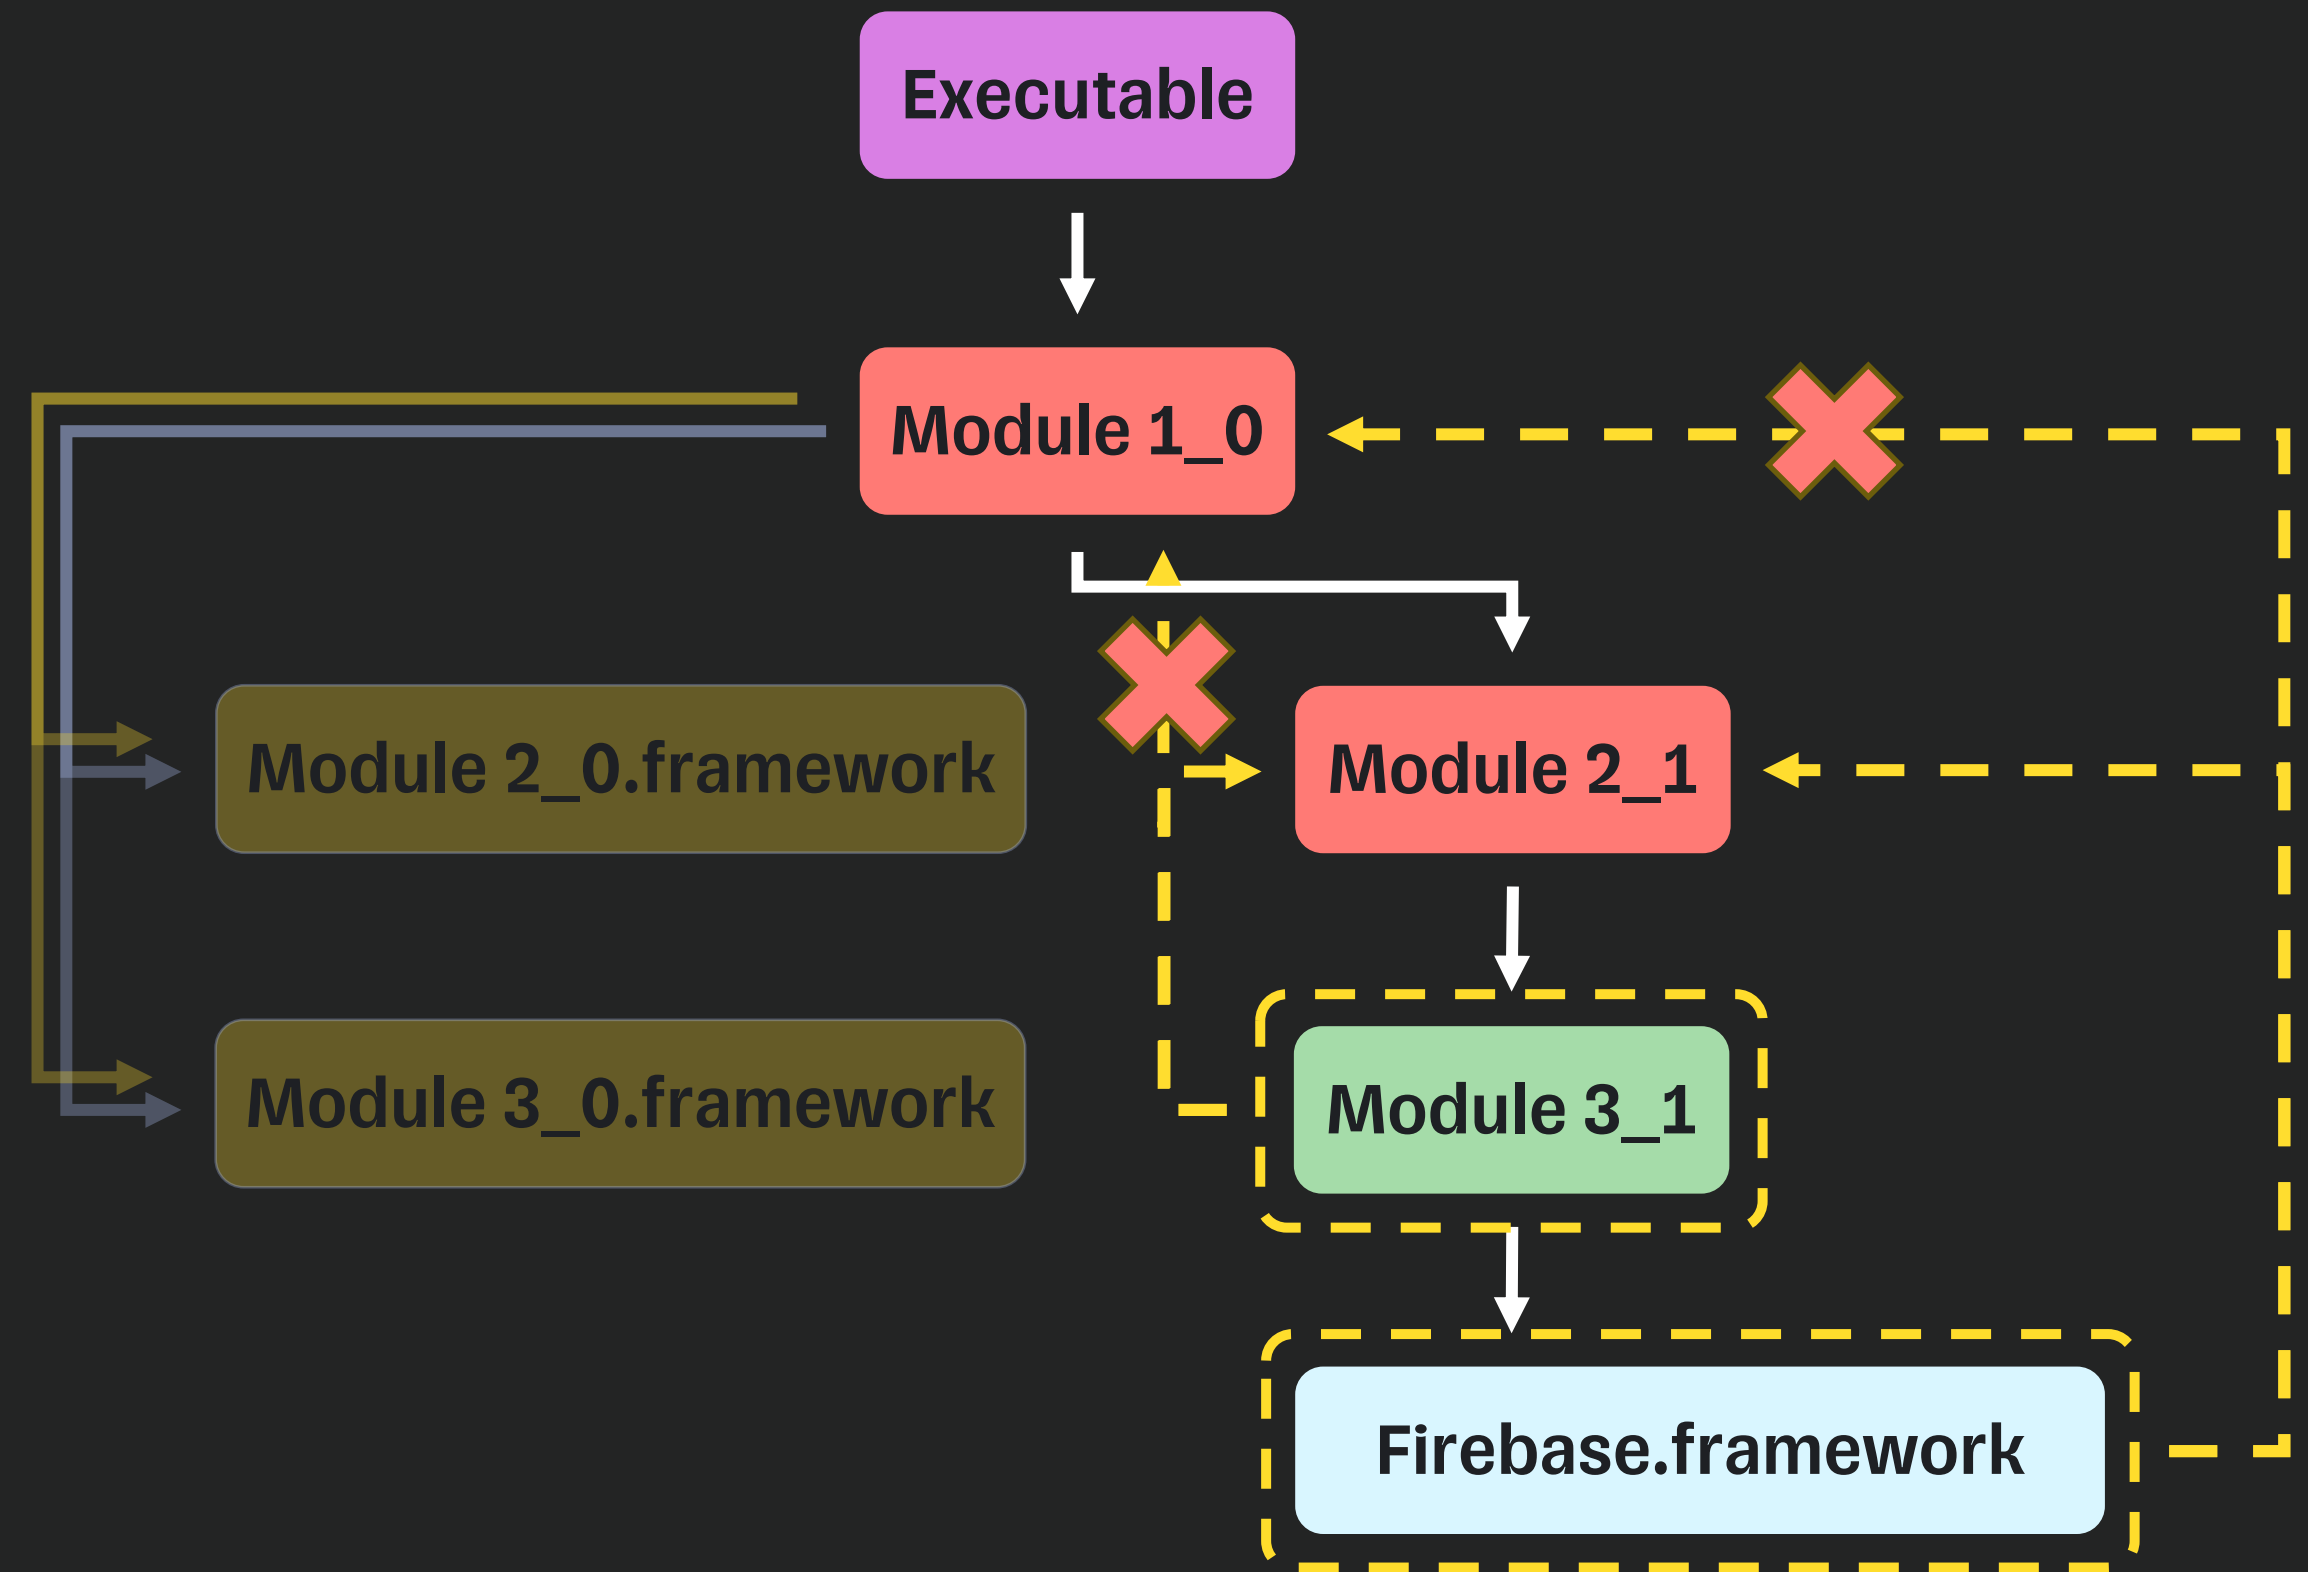 Executable
Module 1_0
Module 2_0.framework
Module 2_1
Module 3_0.framework
Module 3_1
Firebase.framework